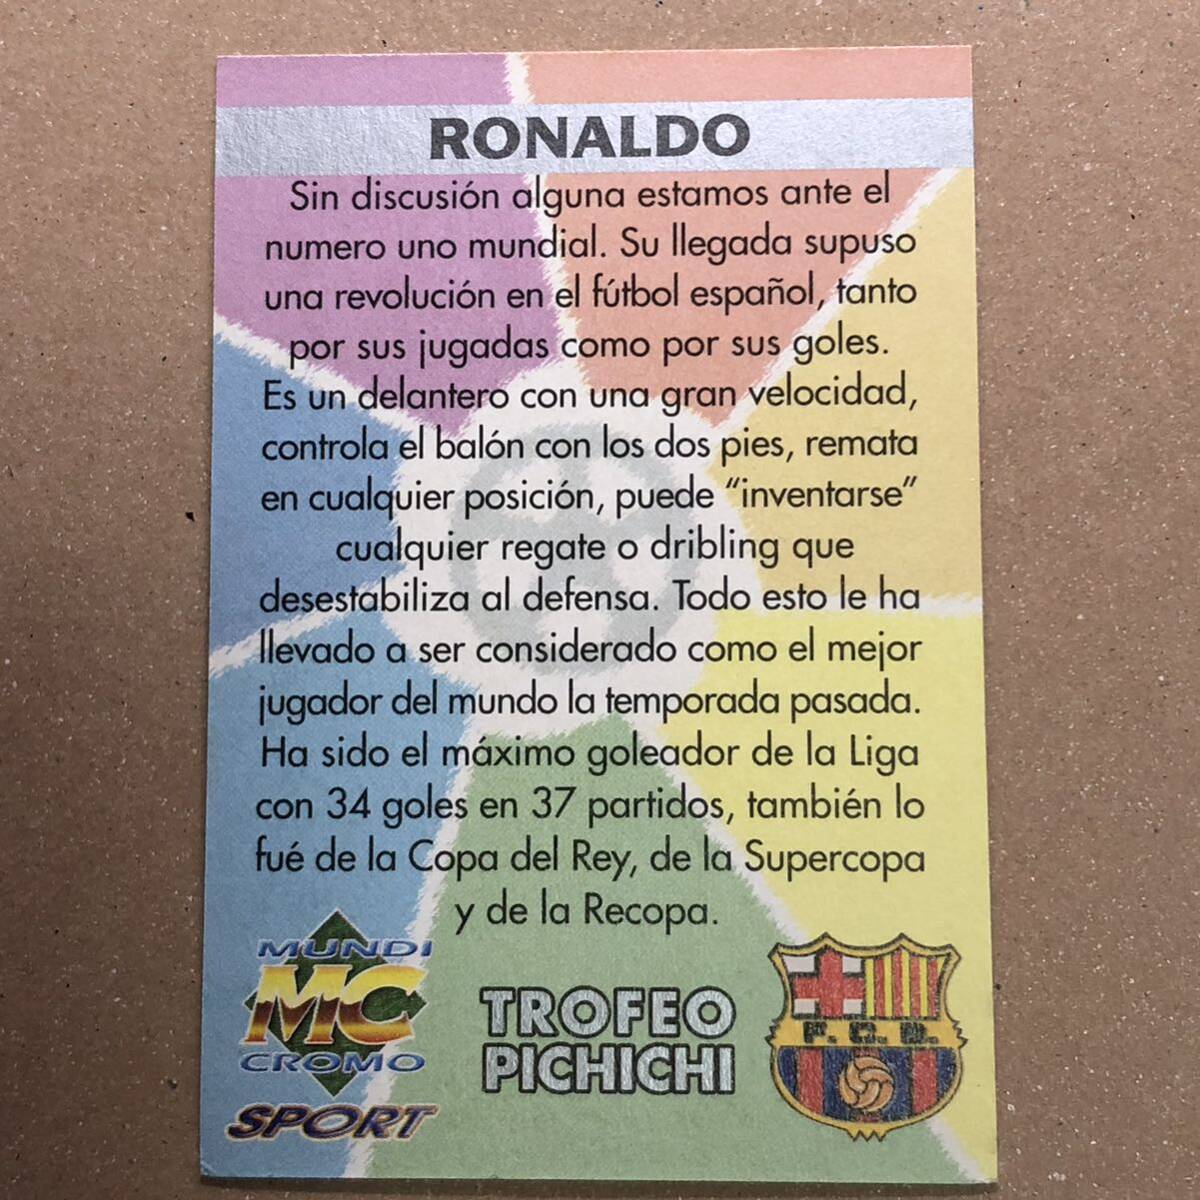 RONALDO
Sin discusión alguna estamos ante el
numero uno mundial. Su llegada supuso
una revolución en el fútbol español, tanto
por sus jugadas como por sus goles.
Es un delantero con una gran velocidad,
controla el balón con los dos pies, remata
en cualquier posición, puede “inventarse”
cualquier regate o dribling que
desestabiliza al defensa. Todo esto le ha
llevado a ser considerado como el mejor
jugador del mundo la temporada pasada.
Ha sido el máximo goleador de la Liga
con 34 goles en 37 partidos, también lo
fué de la Copa del Rey, de la Supercopa
y de la Recopa.
MUNDI
MC
CROMO
SPORT
TROFEO
PICHICHI
F.C.B.